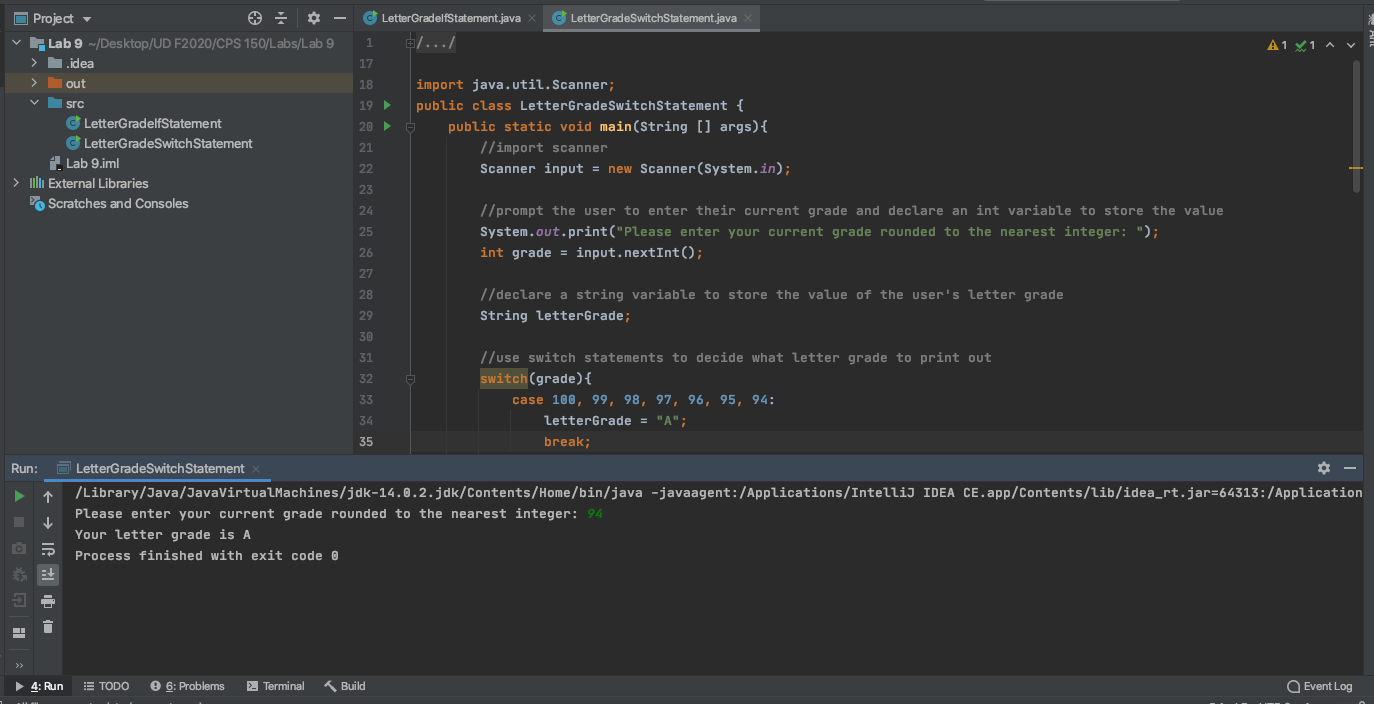 Project
LetterGradeIfStatement.java
LetterGradeSwitchStatement.java
Lab 9 ~/Desktop/UD F2020/CPS 150/Labs/Lab 9
.idea
out
src
LetterGradeIfStatement
LetterGradeSwitchStatement
Lab 9.iml
External Libraries
Scratches and Consoles
1 /.../
1 1
17
18 import java.util.Scanner;
19 public class LetterGradeSwitchStatement {
20 public static void main(String [] args){
21 //import scanner
22 Scanner input = new Scanner(System.in);
23
24 //prompt the user to enter their current grade and declare an int variable to store the value
25 System.out.print("Please enter your current grade rounded to the nearest integer: ");
26 int grade = input.nextInt();
27
28 //declare a string variable to store the value of the user's letter grade
29 String letterGrade;
30
31 //use switch statements to decide what letter grade to print out
32 switch(grade){
33 case 100, 99, 98, 97, 96, 95, 94:
34 letterGrade = "A";
35 break;
Ant
Run: LetterGradeSwitchStatement
/Library/Java/JavaVirtualMachines/jdk-14.0.2.jdk/Contents/Home/bin/java -javaagent:/Applications/IntelliJ IDEA CE.app/Contents/lib/idea_rt.jar=64313:/Application
Please enter your current grade rounded to the nearest integer: 94
Your letter grade is A
Process finished with exit code 0
4: Run
TODO
6: Problems
Terminal
Build
Event Log